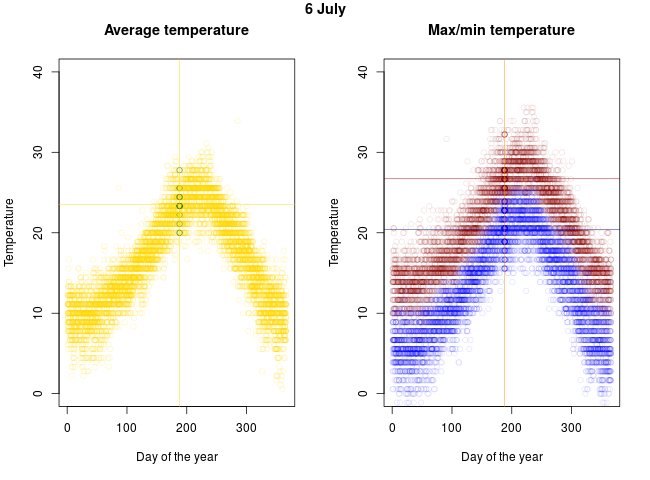 6 July
Average temperature
Max/min temperature
Temperature
0
10
20
30
40
0
100
200
300
Day of the year
Temperature
0
10
20
30
40
0
100
200
300
Day of the year